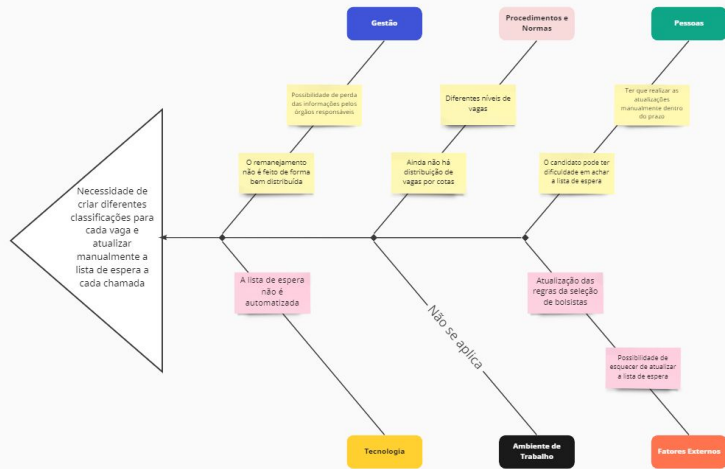 Gestão
Procedimentos e
Normas
Pessoas
Possibilidade de perda
das informações pelos
órgãos responsáveis
Diferentes níveis de
vagas
Ter que realizar as
atualizações
manualmente dentro
do prazo
O remanejamento
não é feito de forma
bem distribuída
Ainda não há
distribuição de
vagas por cotas
O candidato pode ter
dificuldade em achar
a lista de espera
Necessidade de
criar diferentes
classificações para
cada vaga e
atualizar
manualmente a
lista de espera a
cada chamada
A lista de espera
não é
automatizada
Não se aplica
Atualização das
regras da seleção
de bolsistas
Possibilidade de
esquecer de atualizar
a lista de espera
Tecnologia
Ambiente de
Trabalho
Fatores Externos